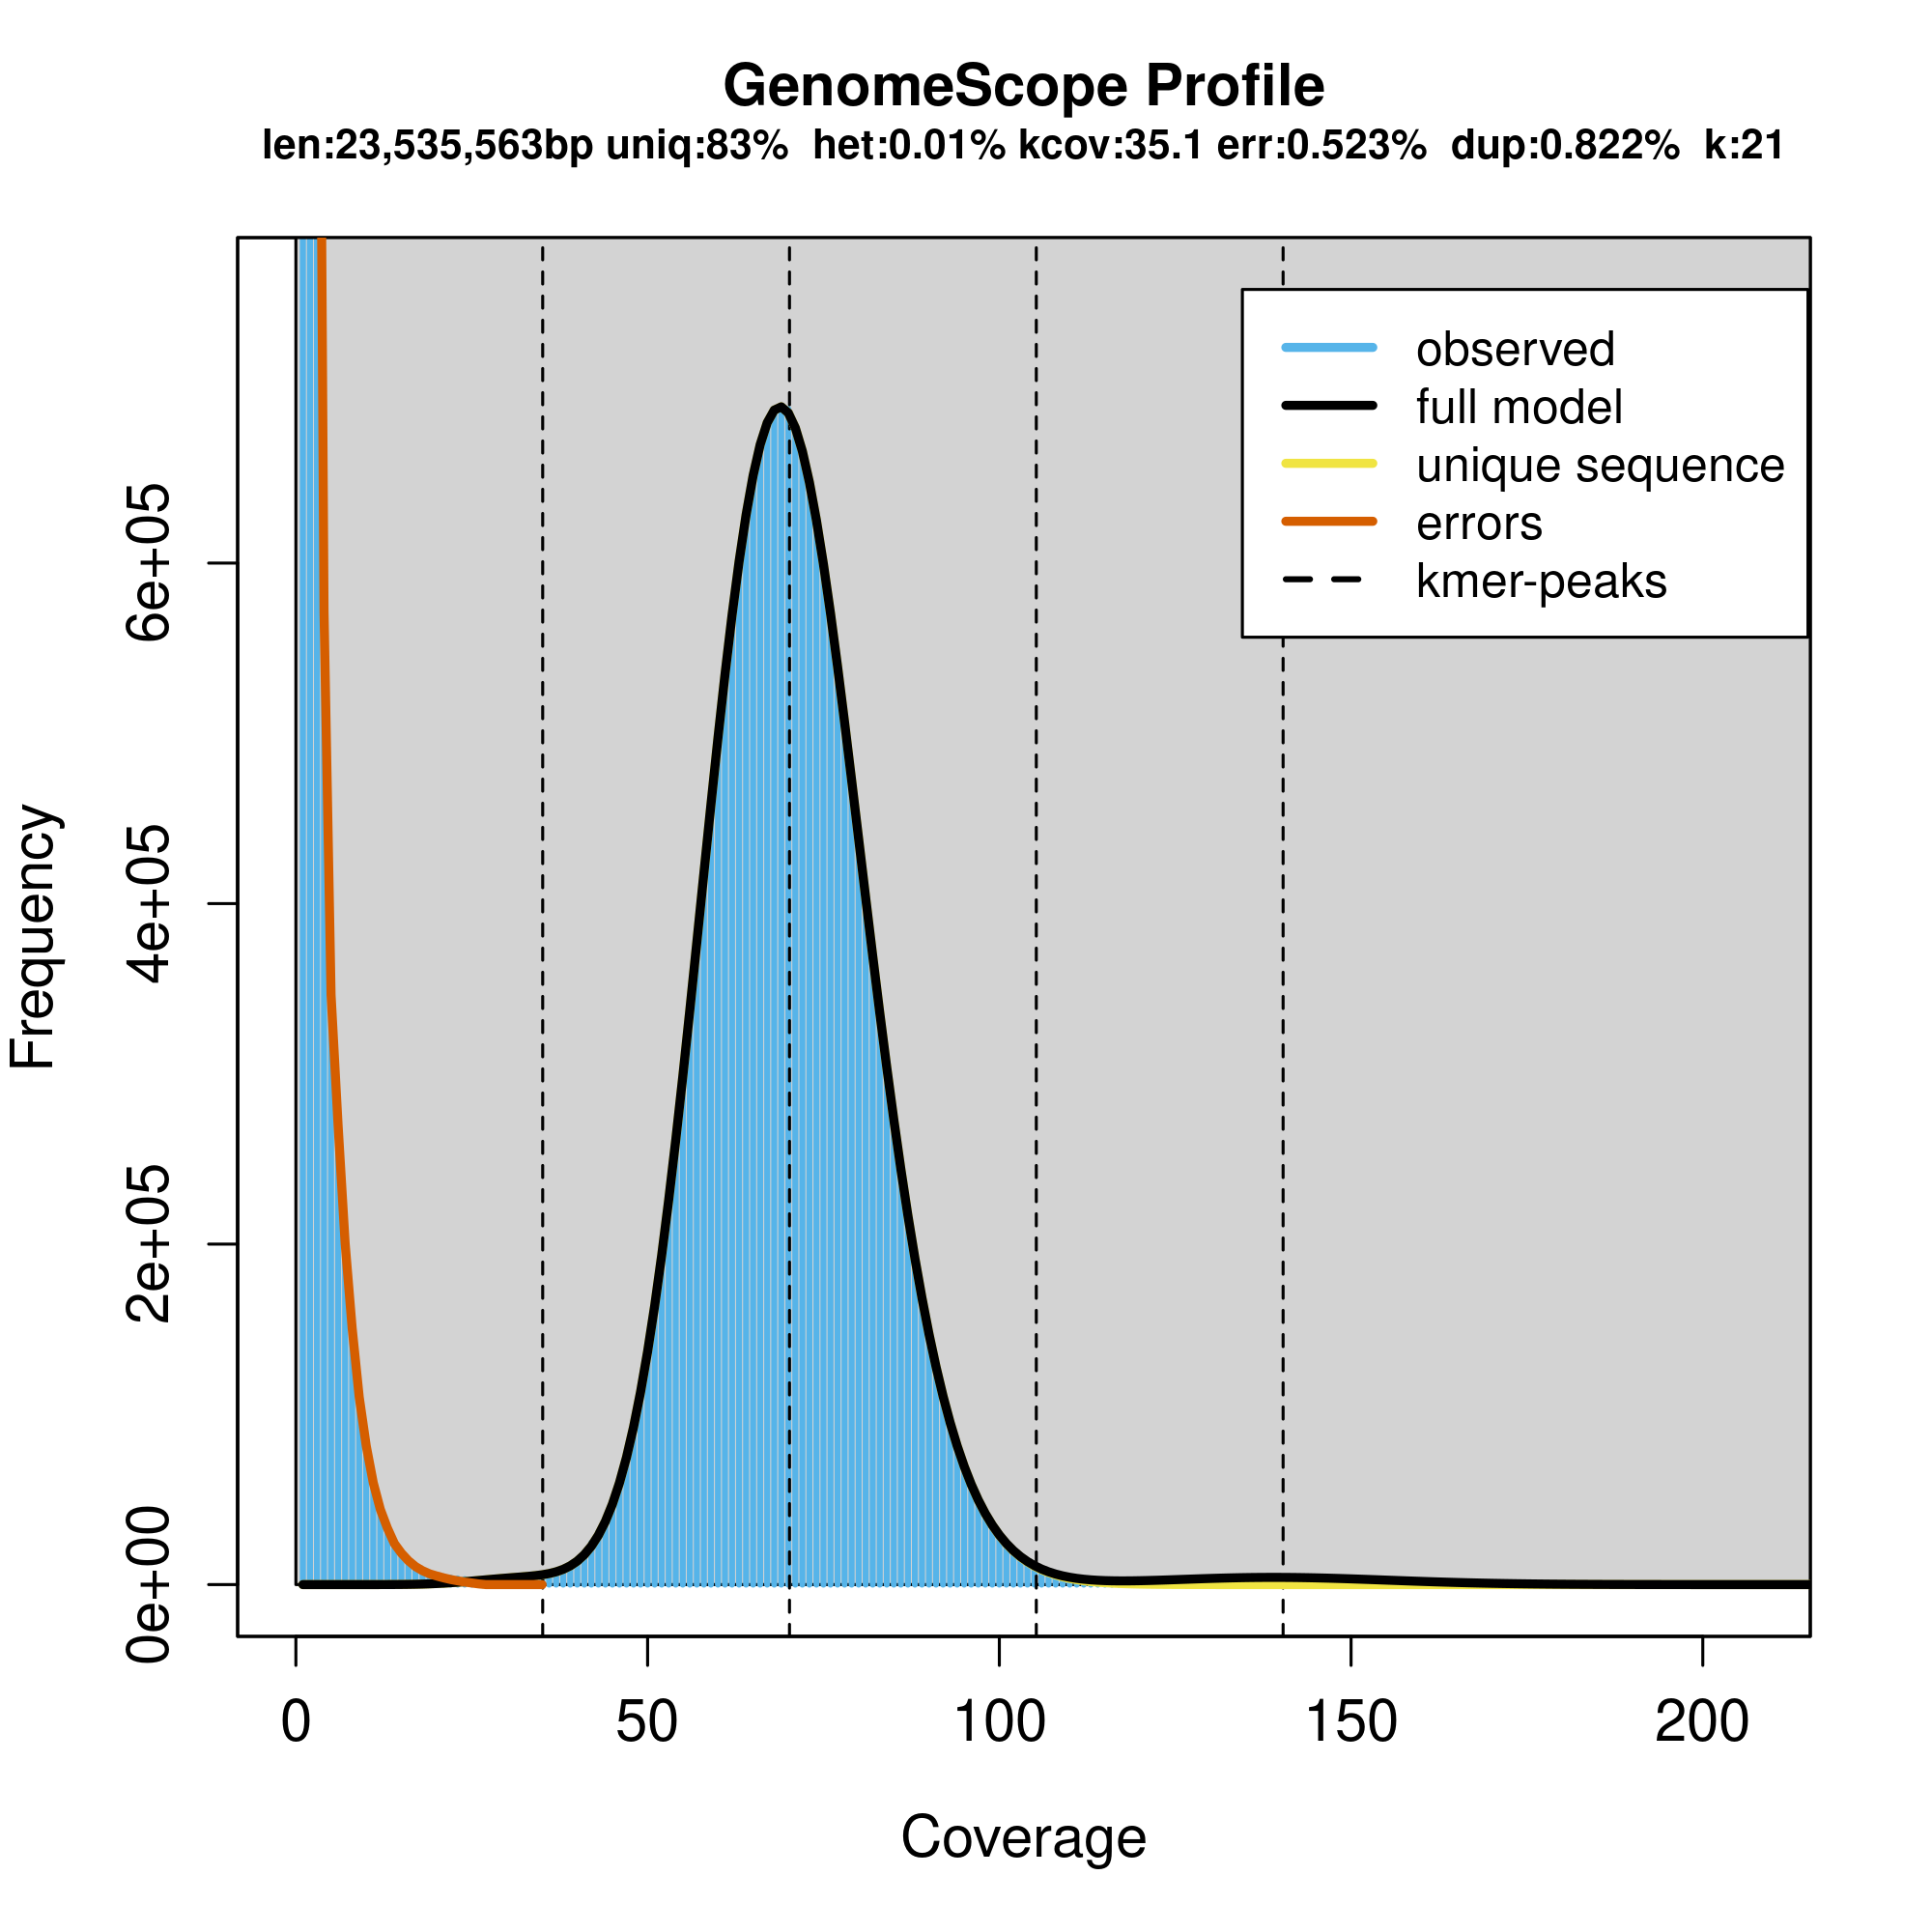 GenomeScope Profile
len:23,535,563bp uniq:83% het:0.01% kcov:35.1 err:0.523% dup:0.822% k:21
observed
full model
unique sequence
errors
kmer-peaks
Frequency
6e+05
4e+05
2e+05
0e+00
0 50 100 150 200
Coverage